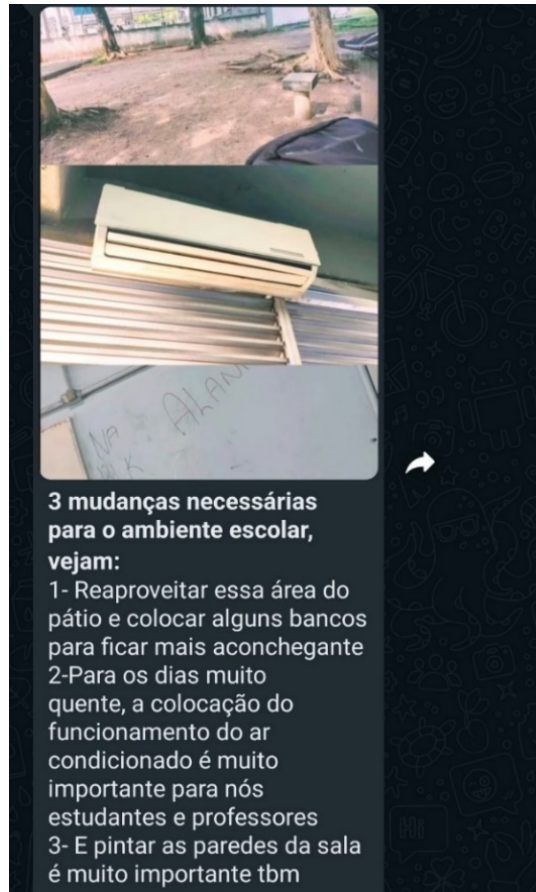 ALAN
NA
3 mudanças necessárias
para o ambiente escolar,
vejam:
1- Reaproveitar essa área do
pátio e colocar alguns bancos
para ficar mais aconchegante
2-Para os dias muito
quente, a colocação do
funcionamento do ar
condicionado é muito
importante para nós
estudantes e professores
3- E pintar as paredes da sala
é muito importante tbm